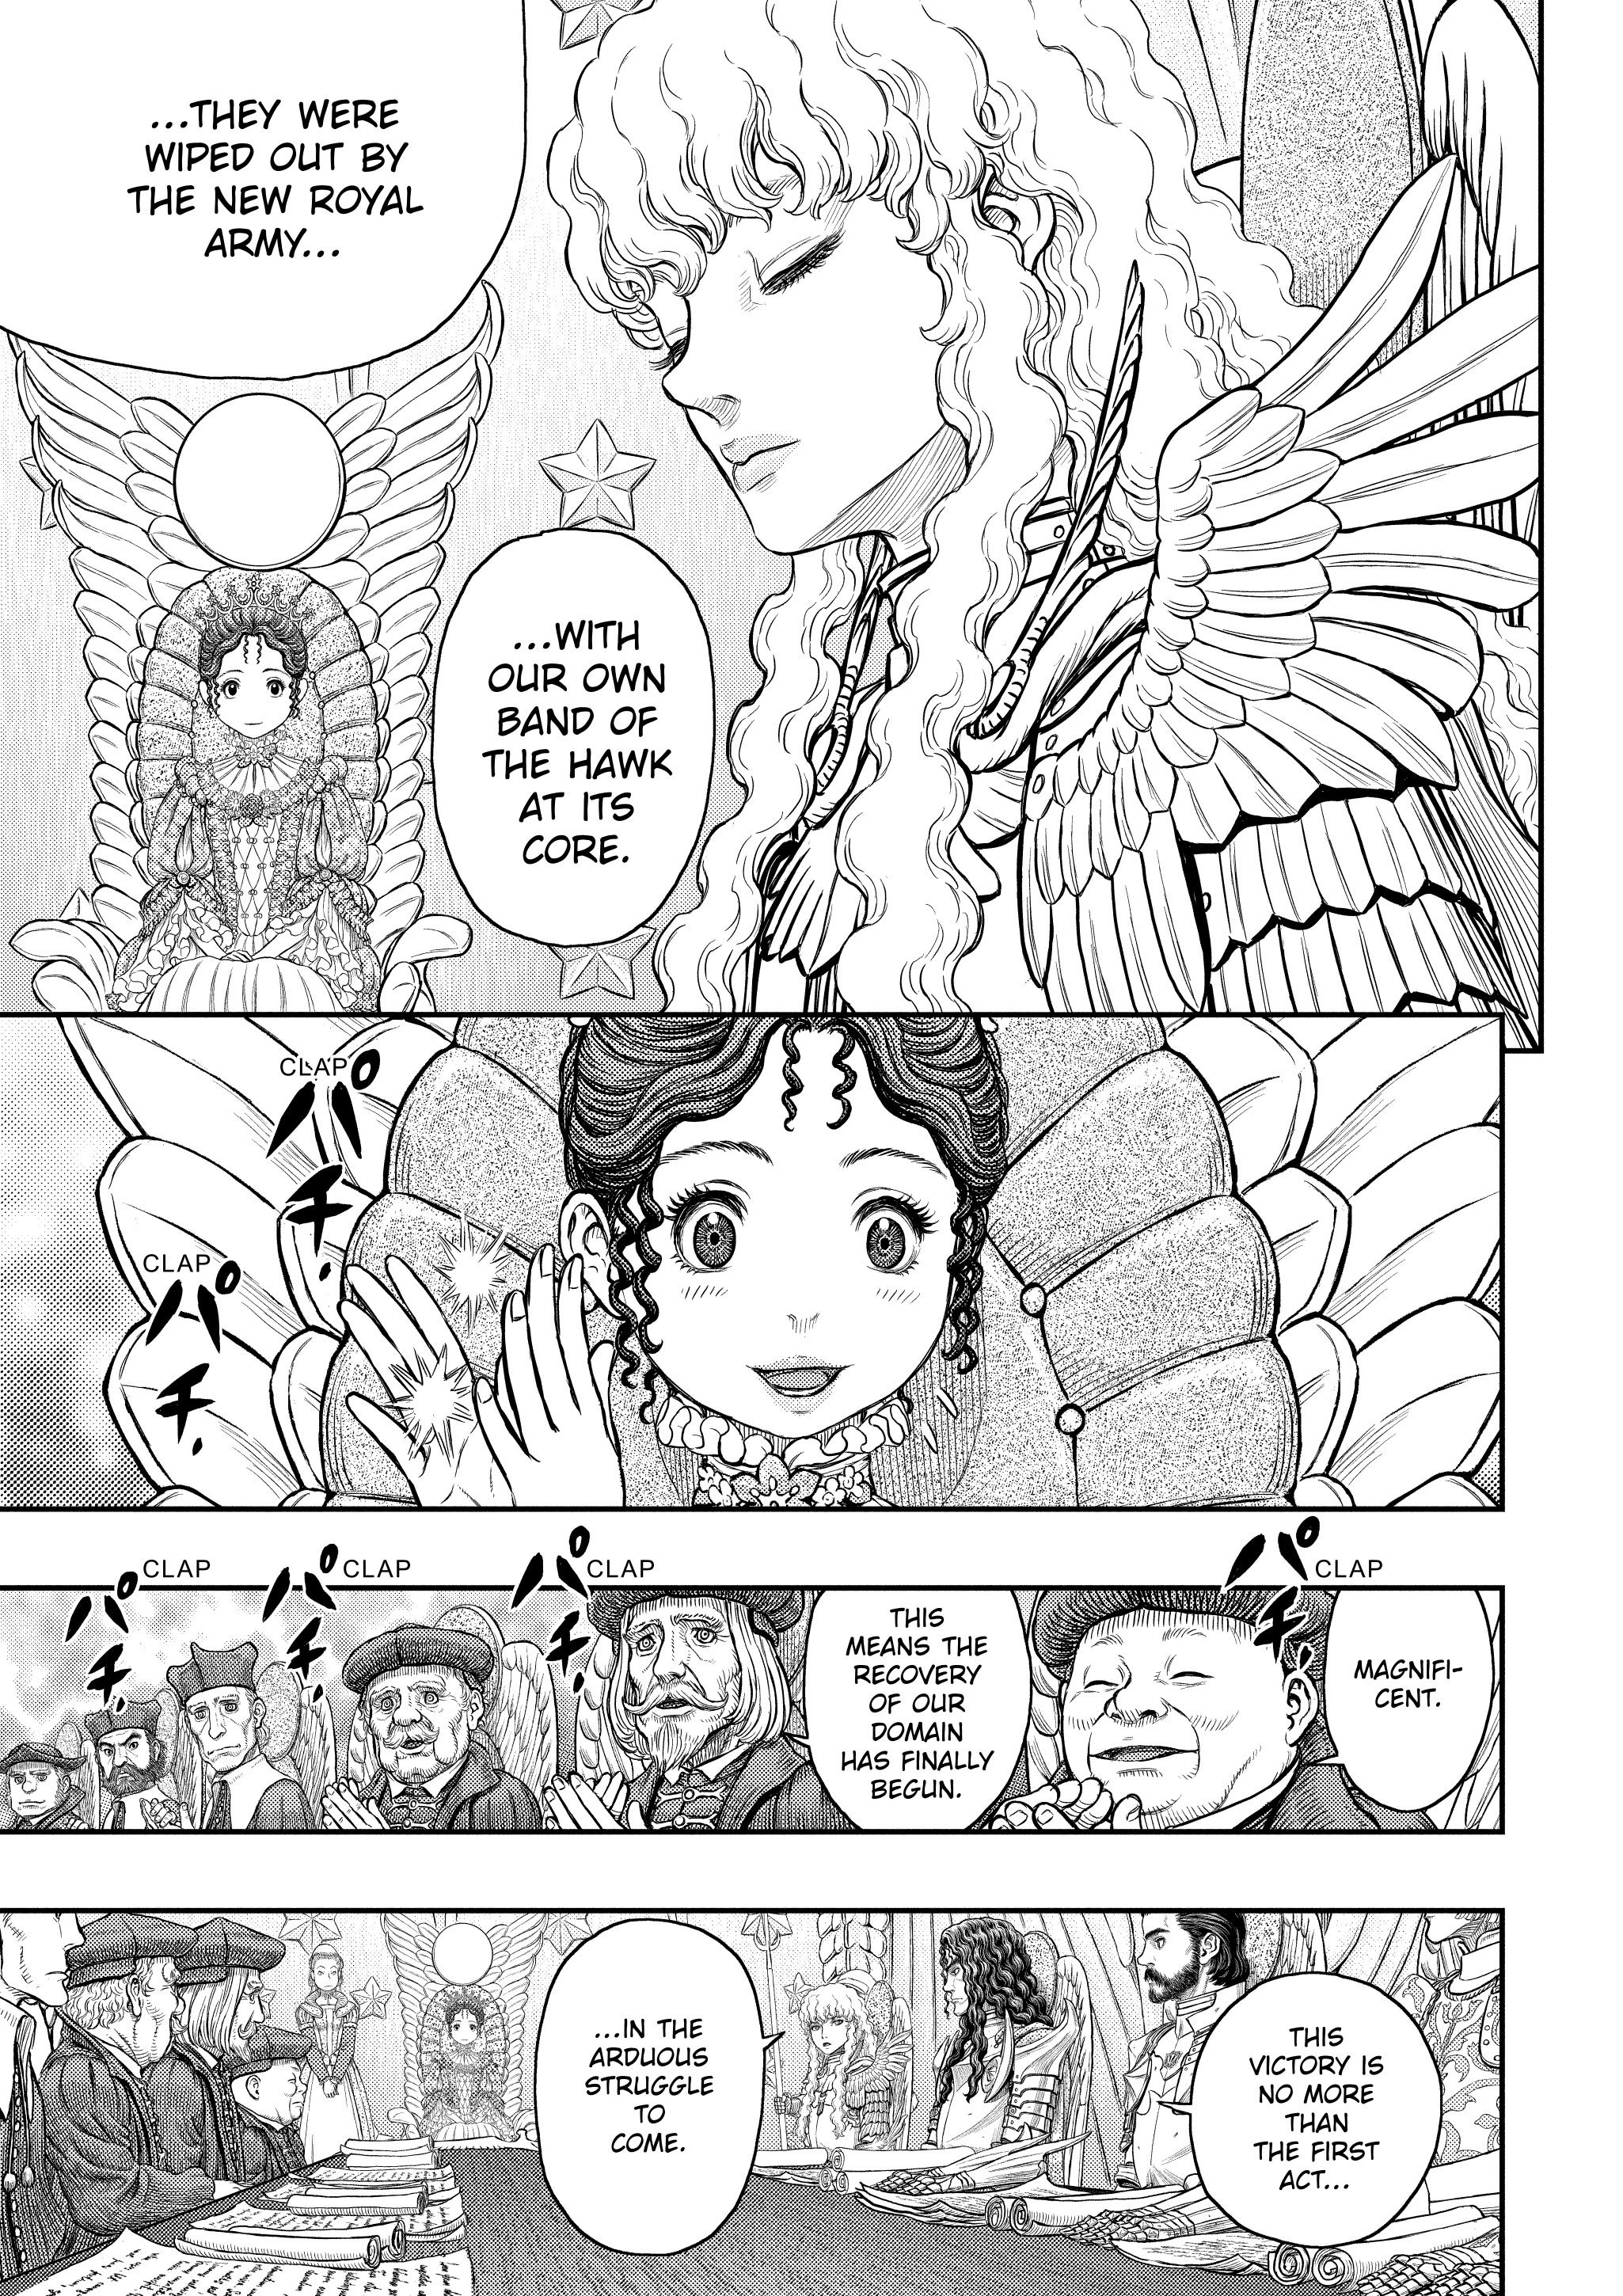 ...THEY WERE
WIPED OUT BY
THE NEW ROYAL
ARMY...
...WITH
OUR OWN
BAND OF
THE HAWK
AT ITS
CORE.
CLAP
パチ.
CLAP
パチ.
MAGNIFI-
CENT.
CLAP
パチ.
THIS
MEANS THE
RECOVERY
OF OUR
DOMAIN
HAS FINALLY
BEGUN.
CLAP
パチ.
CLAP
パチ.
CLAP
パチ.
THIS
VICTORY IS
NO MORE
THAN
THE FIRST
ACT...
...IN THE
ARDUOUS
STRUGGLE
TO
COME.